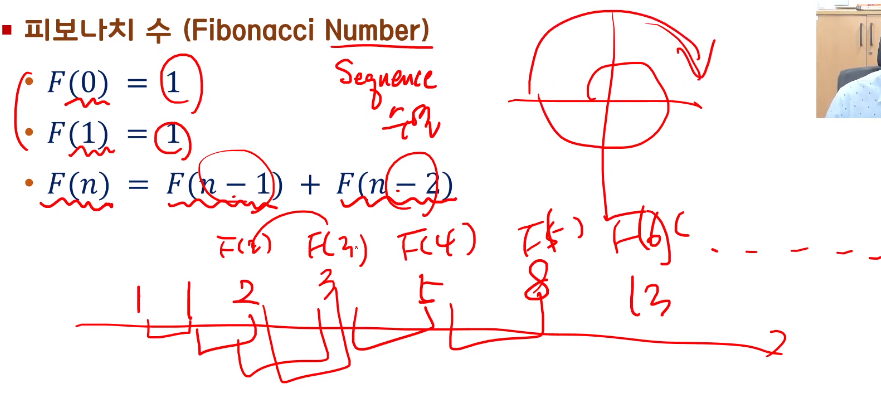 ▪ 피보나치 수 (Fibonacci Number)
• F(0) = 1
Sequence
수열
• F(1) = 1
• F(n) = F(n − 1) + F(n − 2)
F(2) F(3) F(4) F(5) F(6)
1 1 2 3 5 8 13